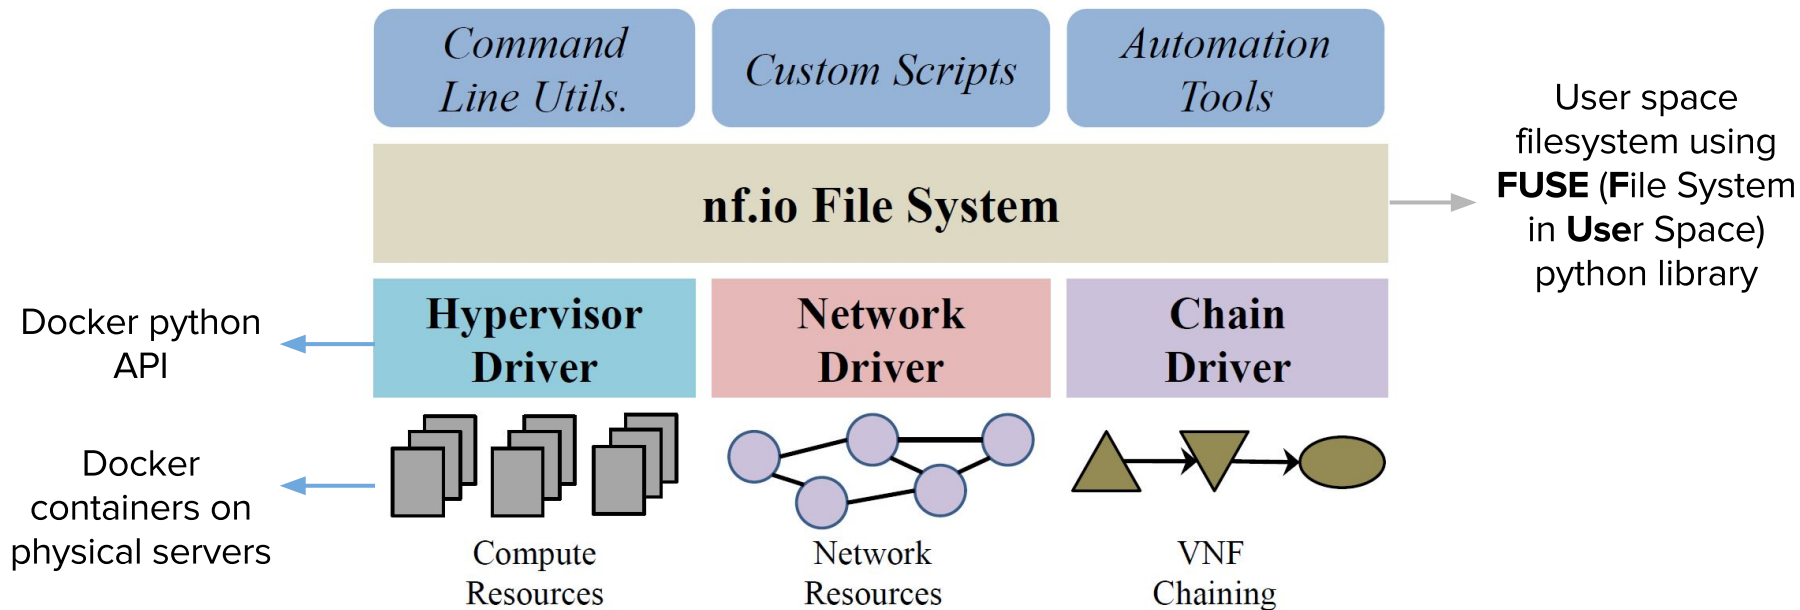 Command
Line Utils.
Custom Scripts
Automation
Tools
nf.io File System
User space
filesystem using
FUSE (File System
in User Space)
python library
Hypervisor
Driver
Network
Driver
Chain
Driver
Docker python
API
Docker
containers on
physical servers
Compute
Resources
Network
Resources
VNF
Chaining